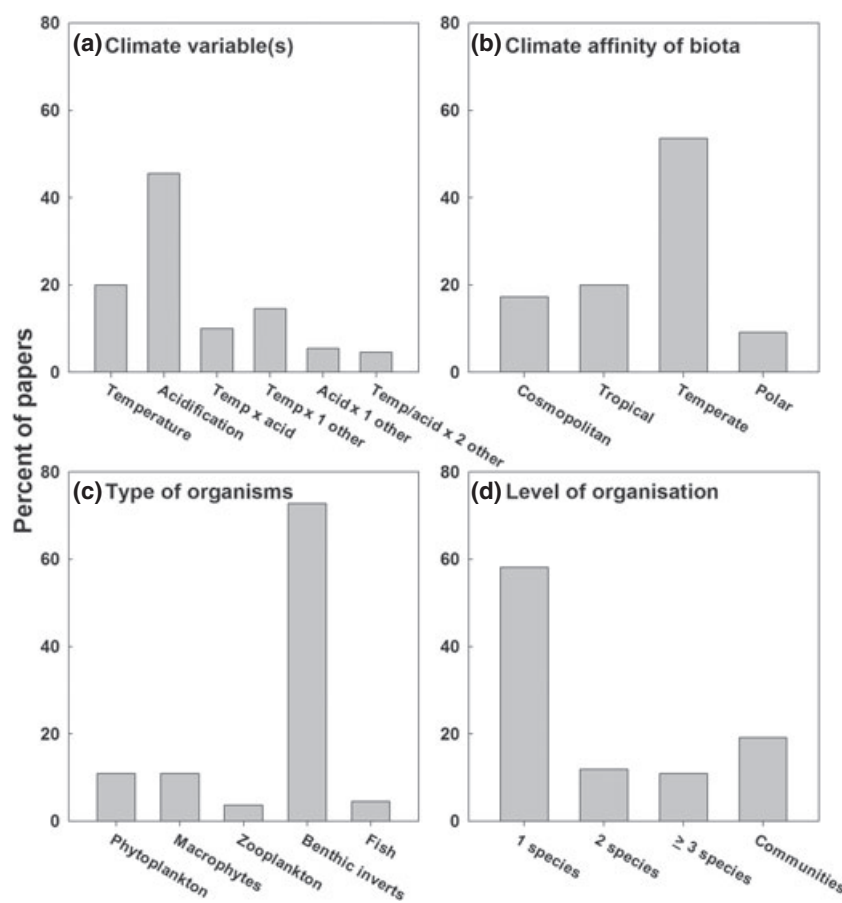 Percent of papers
(a) Climate variable(s)
80
60
40
20
0
Temperature
Acidification
Temp x acid
Temp x 1 other
Acid x 1 other
Temp/acid x 2 other
(b) Climate affinity of biota
80
60
40
20
0
Cosmopolitan
Tropical
Temperate
Polar
(c) Type of organisms
80
60
40
20
0
Phytoplankton
Macrophytes
Zooplankton
Benthic inverts
Fish
(d) Level of organisation
80
60
40
20
0
1 species
2 species
≥ 3 species
Communities